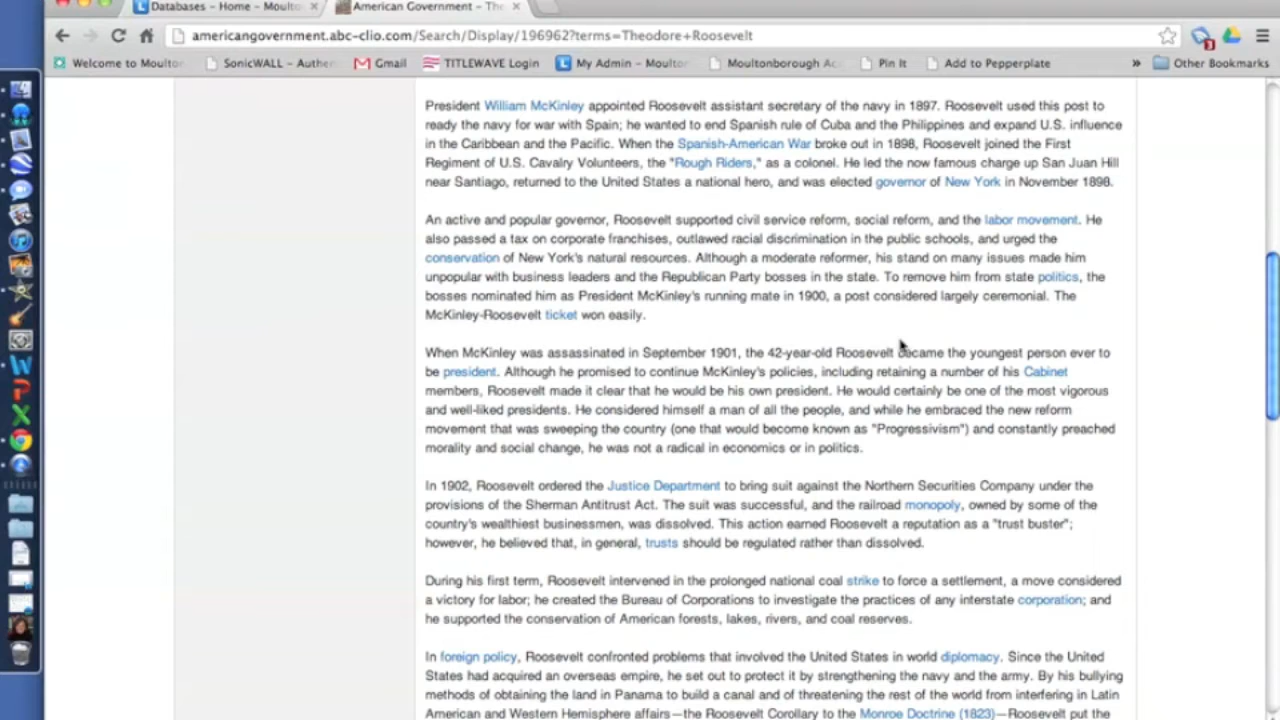 Databases – Home – Moulto
American Government – The
americangovernment.abc-clio.com/Search/Display/196962?terms=Theodore+Roosevelt
Welcome to Moulto
SonicWALL – Authen
Gmail
TITLEWAVE Login
My Admin – Moulto
Moultonborough Ac
Pin It
Add to Pepperplate
»
Other Bookmarks
President William McKinley appointed Roosevelt assistant secretary of the navy in 1897. Roosevelt used this post to
ready the navy for war with Spain; he wanted to end Spanish rule of Cuba and the Philippines and expand U.S. influence
in the Caribbean and the Pacific. When the Spanish-American War broke out in 1898, Roosevelt joined the First
Regiment of U.S. Cavalry Volunteers, the "Rough Riders," as a colonel. He led the now famous charge up San Juan Hill
near Santiago, returned to the United States a national hero, and was elected governor of New York in November 1898.
An active and popular governor, Roosevelt supported civil service reform, social reform, and the labor movement. He
also passed a tax on corporate franchises, outlawed racial discrimination in the public schools, and urged the
conservation of New York's natural resources. Although a moderate reformer, his stand on many issues made him
unpopular with business leaders and the Republican Party bosses in the state. To remove him from state politics, the
bosses nominated him as President McKinley's running mate in 1900, a post considered largely ceremonial. The
McKinley-Roosevelt ticket won easily.
When McKinley was assassinated in September 1901, the 42-year-old Roosevelt became the youngest person ever to
be president. Although he promised to continue McKinley's policies, including retaining a number of his Cabinet
members, Roosevelt made it clear that he would be his own president. He would certainly be one of the most vigorous
and well-liked presidents. He considered himself a man of all the people, and while he embraced the new reform
movement that was sweeping the country (one that would become known as "Progressivism") and constantly preached
morality and social change, he was not a radical in economics or in politics.
In 1902, Roosevelt ordered the Justice Department to bring suit against the Northern Securities Company under the
provisions of the Sherman Antitrust Act. The suit was successful, and the railroad monopoly, owned by some of the
country's wealthiest businessmen, was dissolved. This action earned Roosevelt a reputation as a "trust buster";
however, he believed that, in general, trusts should be regulated rather than dissolved.
During his first term, Roosevelt intervened in the prolonged national coal strike to force a settlement, a move considered
a victory for labor; he created the Bureau of Corporations to investigate the practices of any interstate corporation; and
he supported the conservation of American forests, lakes, rivers, and coal reserves.
In foreign policy, Roosevelt confronted problems that involved the United States in world diplomacy. Since the United
States had acquired an overseas empire, he set out to protect it by strengthening the navy and the army. By his bullying
methods of obtaining the land in Panama to build a canal and of threatening the rest of the world from interfering in Latin
American and Western Hemisphere affairs—the Roosevelt Corollary to the Monroe Doctrine (1823)—Roosevelt put the